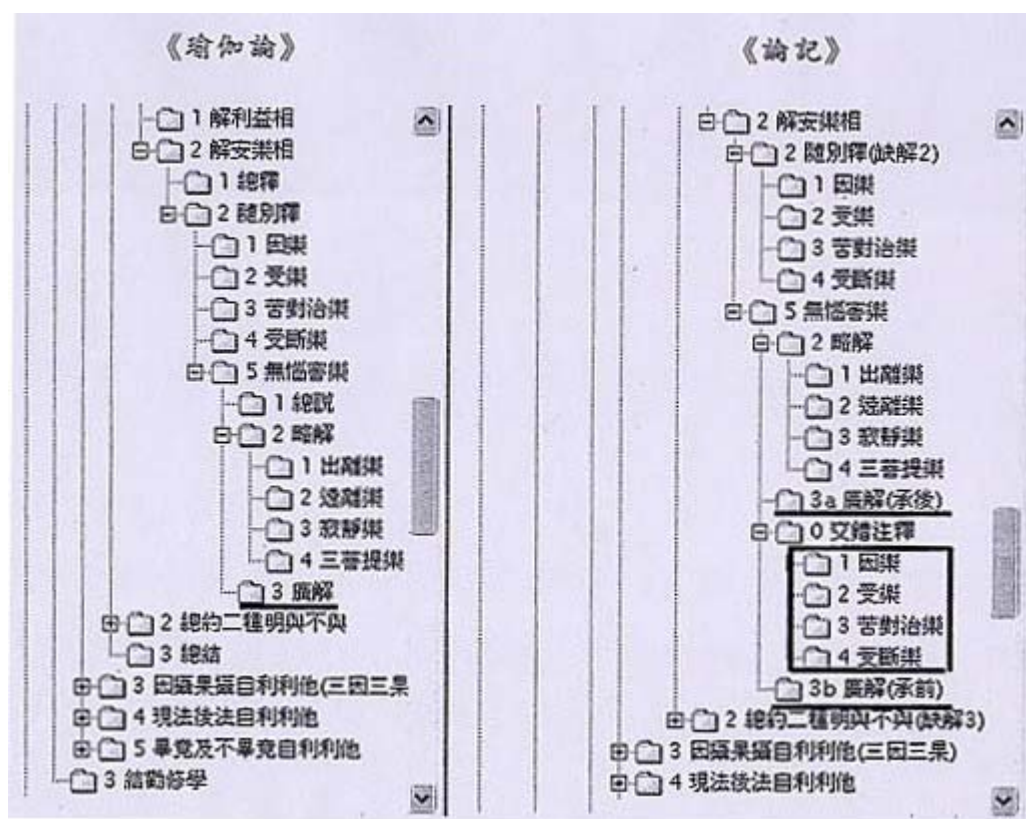 《瑜伽論》
1 解利益相
2 解安樂相
1 總釋
2 隨別釋
1 因樂
2 受樂
3 苦對治樂
4 受斷樂
5 無惱害樂
1 總說
2 略解
1 出離樂
2 遠離樂
3 寂靜樂
4 三菩提樂
3 廣解
2 總約二種明與不與
3 總結
3 因攝果攝自利利他(三因三果
4 現法後法自利利他
5 畢竟及不畢竟自利利他
3 結勸修學
《論記》
2 解安樂相
2 隨別釋(缺解2)
1 因樂
2 受樂
3 苦對治樂
4 受斷樂
5 無惱害樂
2 略解
1 出離樂
2 遠離樂
3 寂靜樂
4 三菩提樂
3a 廣解(承後)
0 交錯注釋
1 因樂
2 受樂
3 苦對治樂
4 受斷樂
3b 廣解(承前)
2 總約二種明與不與(缺解3)
3 因攝果攝自利利他(三因三果)
4 現法後法自利利他